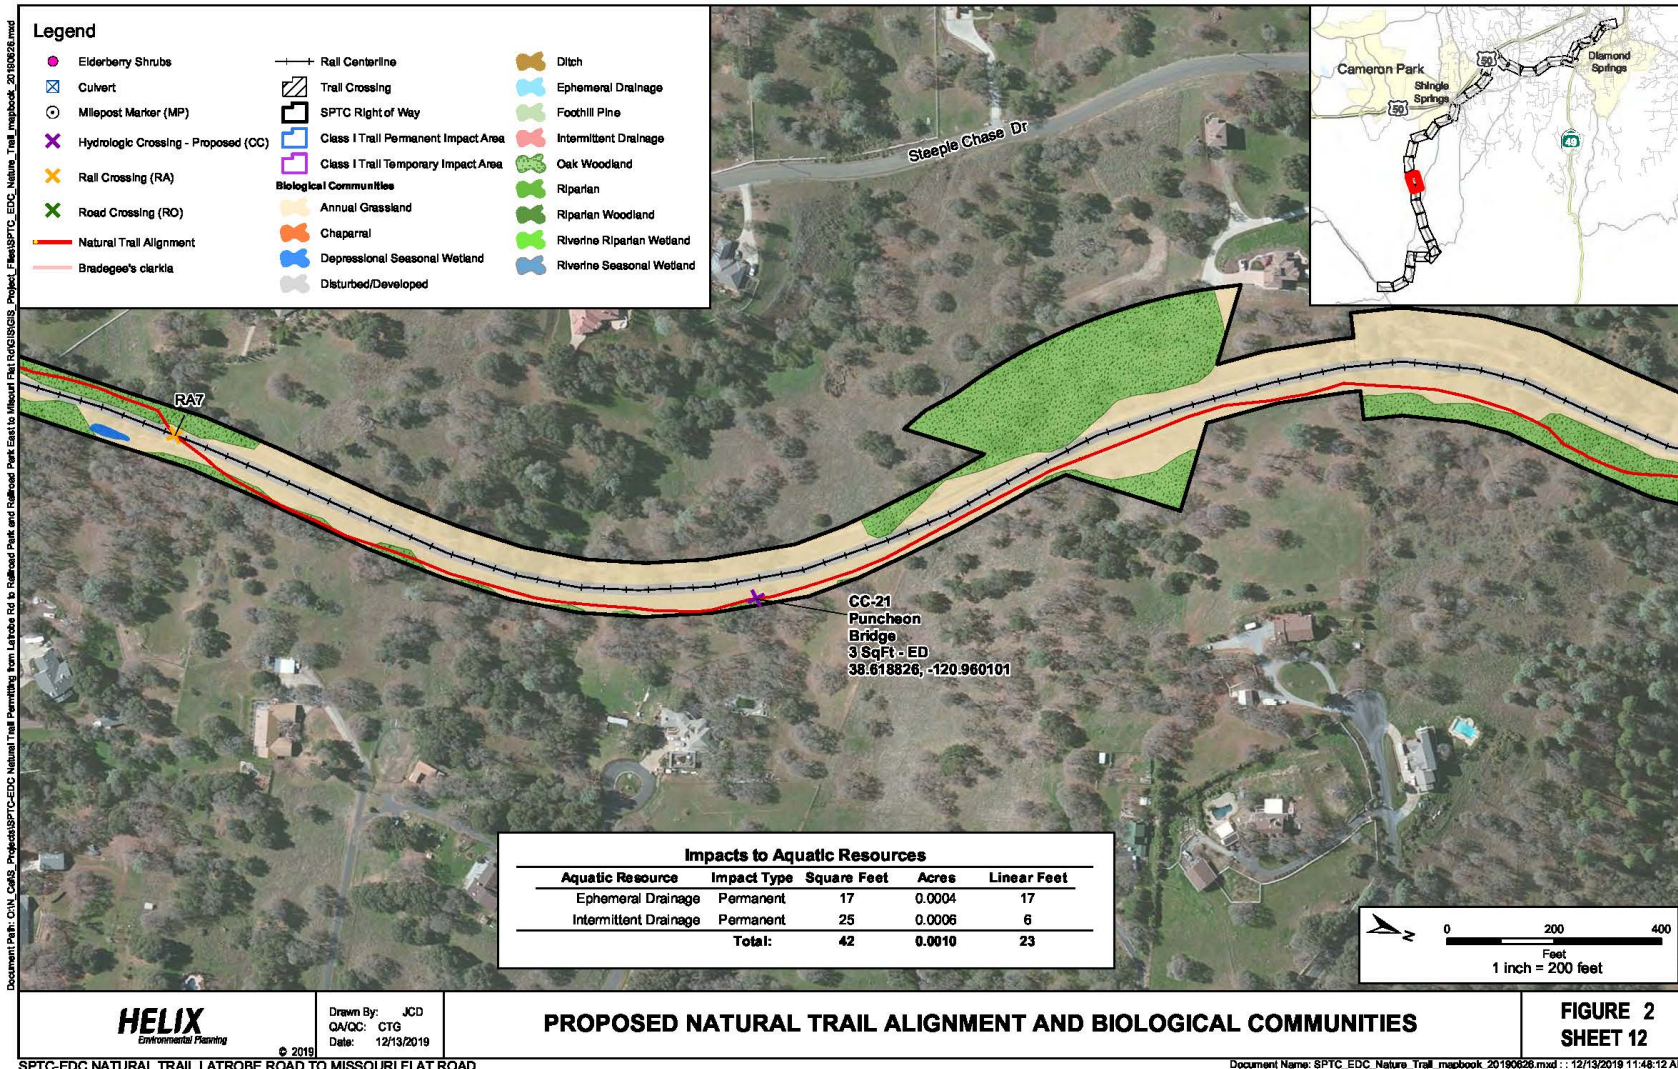 Legend
Elderberry Shrubs
Culvert
Milepost Marker (MP)
Hydrologic Crossing - Proposed (CC)
Rail Crossing (RA)
Road Crossing (RO)
Natural Trail Alignment
Bradegee's clarkia
Rail Centerline
Trail Crossing
SPTC Right of Way
Class I Trail Permanent Impact Area
Class I Trail Temporary Impact Area
Biological Communities
Annual Grassland
Chaparral
Depressional Seasonal Wetland
Disturbed/Developed
Ditch
Ephemeral Drainage
Foothill Pine
Intermittent Drainage
Oak Woodland
Riparian
Riparian Woodland
Riverine Riparian Wetland
Riverine Seasonal Wetland
Steeple Chase Dr
Cameron Park
Shingle
Springs
Diamond
Springs
50
50
49
RA7
CC-21
Puncheon
Bridge
3 SqFt - ED
38.618826, -120.960101
Impacts to Aquatic Resources
Aquatic Resource Impact Type Square Feet Acres Linear Feet
Ephemeral Drainage Permanent 17 0.0004 17
Intermittent Drainage Permanent 25 0.0006 6
Total: 42 0.0010 23
N
0 200 400
Feet
1 inch = 200 feet
HELIX
Environmental Planning
© 2019
Drawn By: JCD
QA/QC: CTG
Date: 12/13/2019
PROPOSED NATURAL TRAIL ALIGNMENT AND BIOLOGICAL COMMUNITIES
FIGURE 2
SHEET 12
SPTC-EDC NATURAL TRAIL LATROBE ROAD TO MISSOURI FLAT ROAD
Document Name: SPTC_EDC_Nature_Trail_mapbook_20190626.mxd : : 12/13/2019 11:48:12 A